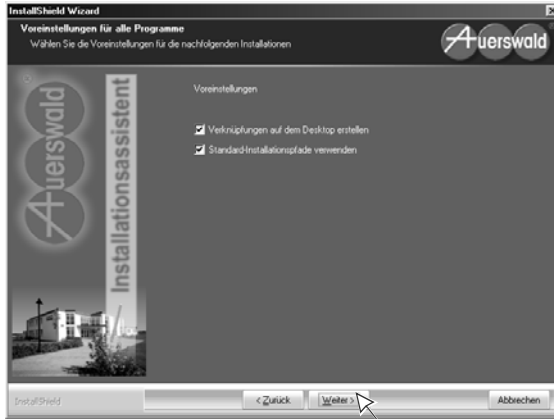 InstallShield Wizard
Voreinstellungen für alle Programme
Wählen Sie die Voreinstellungen für die nachfolgenden Installationen
Auerswald
Auerswald
Installationsassistent
Voreinstellungen
Verknüpfungen auf dem Desktop erstellen
Standard-Installationspfade verwenden
InstallShield
< Zurück
Weiter >
Abbrechen